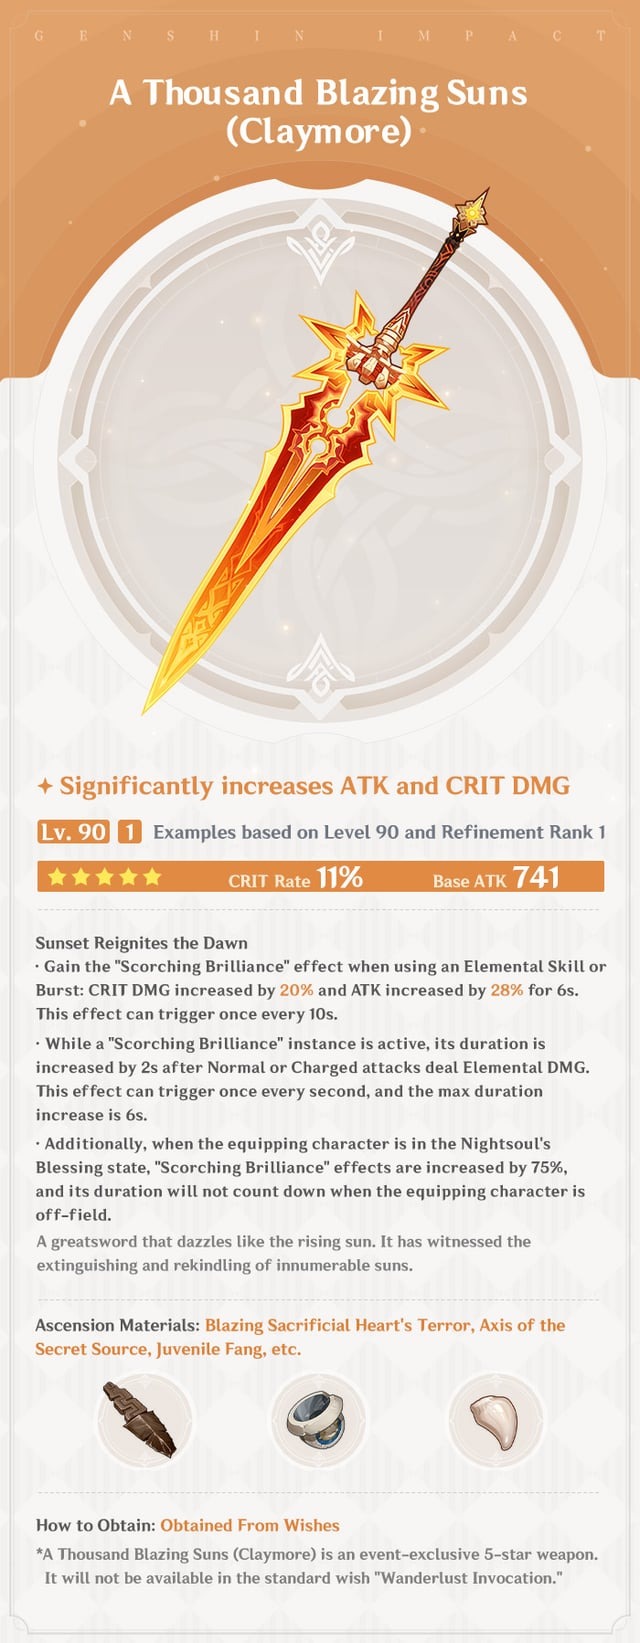 GENSHIN IMPACT
A Thousand Blazing Suns
(Claymore)
Significantly increases ATK and CRIT DMG
Lv. 90 1 Examples based on Level 90 and Refinement Rank 1
CRIT Rate 11% Base ATK 741
Sunset Reignites the Dawn
· Gain the "Scorching Brilliance" effect when using an Elemental Skill or
Burst: CRIT DMG increased by 20% and ATK increased by 28% for 6s.
This effect can trigger once every 10s.
· While a "Scorching Brilliance" instance is active, its duration is
increased by 2s after Normal or Charged attacks deal Elemental DMG.
This effect can trigger once every second, and the max duration
increase is 6s.
· Additionally, when the equipping character is in the Nightsoul's
Blessing state, "Scorching Brilliance" effects are increased by 75%,
and its duration will not count down when the equipping character is
off-field.
A greatsword that dazzles like the rising sun. It has witnessed the
extinguishing and rekindling of innumerable suns.
Ascension Materials: Blazing Sacrificial Heart's Terror, Axis of the
Secret Source, Juvenile Fang, etc.
How to Obtain: Obtained From Wishes
*A Thousand Blazing Suns (Claymore) is an event-exclusive 5-star weapon.
It will not be available in the standard wish "Wanderlust Invocation."